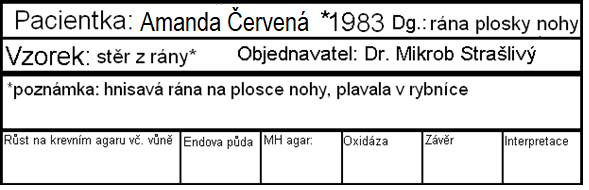 Pacientka: Amanda Červená *1983 Dg.: rána plosky nohy
Vzorek: stěr z rány* Objednavatel: Dr. Mikrob Strašlivý
*poznámka: hnisavá rána na plosce nohy, plavala v rybníce
Růst na krevním agaru vč. vůně Endova půda MH agar: Oxidáza Závěr Interpretace